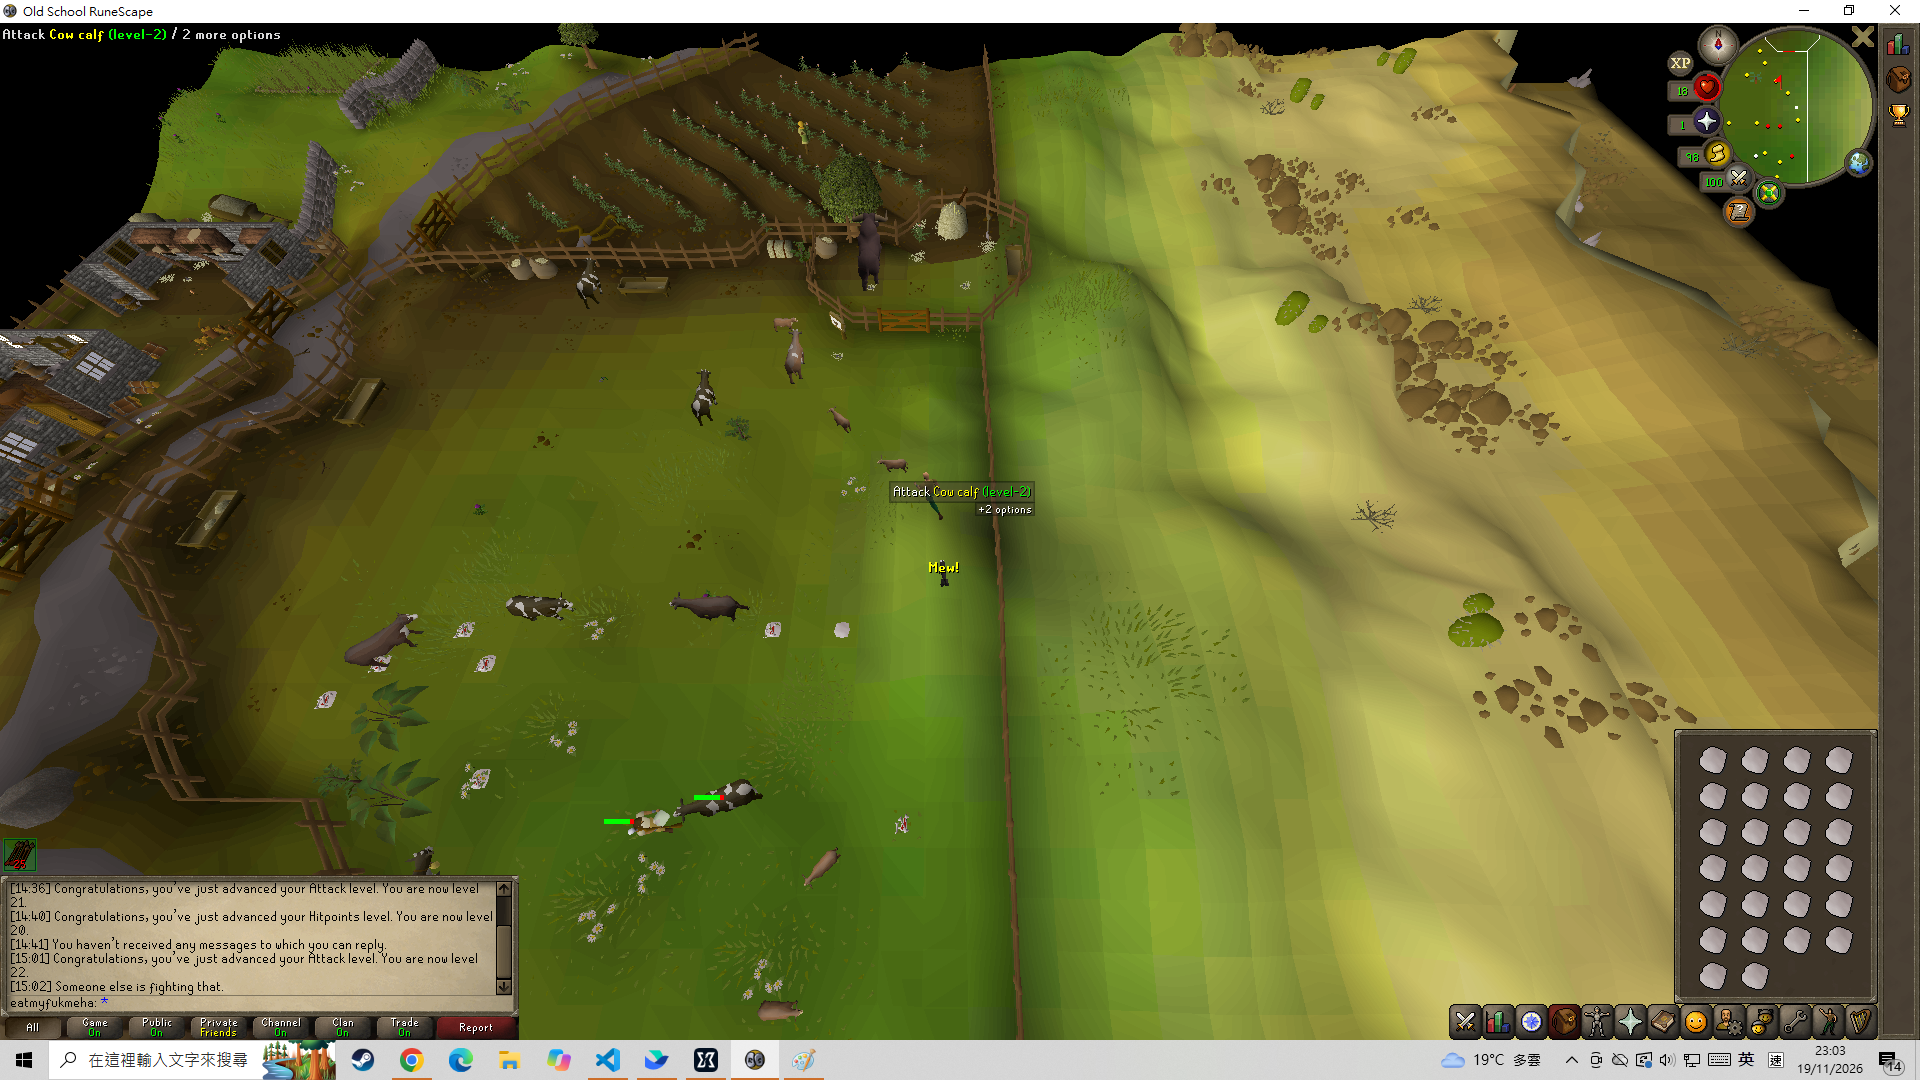 Old School RuneScape
Attack Cow calf (level-2) / 2 more options
N
XP
18
1
98
100
Attack Cow calf (level-2)
+2 options
Mew!
25
[14:36] Congratulations, you've just advanced your Attack level. You are now level
21.
[14:40] Congratulations, you've just advanced your Hitpoints level. You are now level
20.
[14:41] You haven't received any messages to which you can reply.
[15:01] Congratulations, you've just advanced your Attack level. You are now level
22.
[15:02] Someone else is fighting that.
eatmyfukmeha: *
All
Game On
Public On
Private Friends
Channel On
Clan On
Trade On
Report
在這裡輸入文字來搜尋
19°C 多雲
英
速
23:03
19/11/2026
14